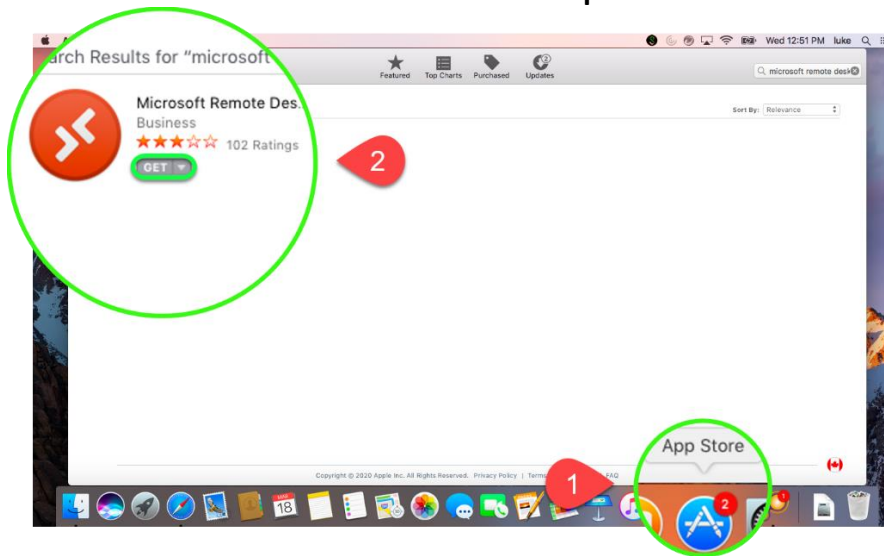 Wed 12:51 PM luke
arch Results for "microsoft
Featured Top Charts Purchased Updates
microsoft remote desk
Microsoft Remote Des...
Business
102 Ratings
GET
Sort By: Relevance
2
App Store
1
Copyright © 2020 Apple Inc. All Rights Reserved. Privacy Policy | Terms FAQ
2
MAR
18